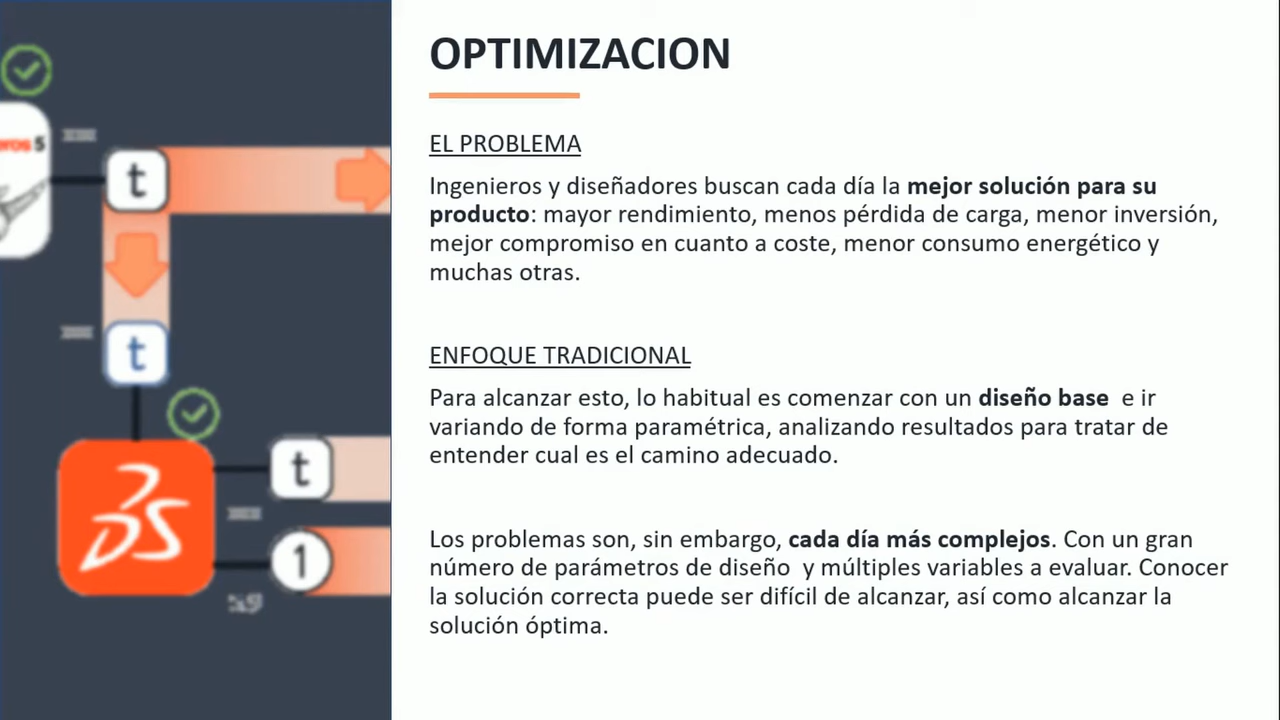 OPTIMIZACION
EL PROBLEMA
Ingenieros y diseñadores buscan cada día la mejor solución para su
producto: mayor rendimiento, menos pérdida de carga, menor inversión,
mejor compromiso en cuanto a coste, menor consumo energético y
muchas otras.
ENFOQUE TRADICIONAL
Para alcanzar esto, lo habitual es comenzar con un diseño base e ir
variando de forma paramétrica, analizando resultados para tratar de
entender cual es el camino adecuado.
Los problemas son, sin embargo, cada día más complejos. Con un gran
número de parámetros de diseño y múltiples variables a evaluar. Conocer
la solución correcta puede ser difícil de alcanzar, así como alcanzar la
solución óptima.
t
t
t
1
DS